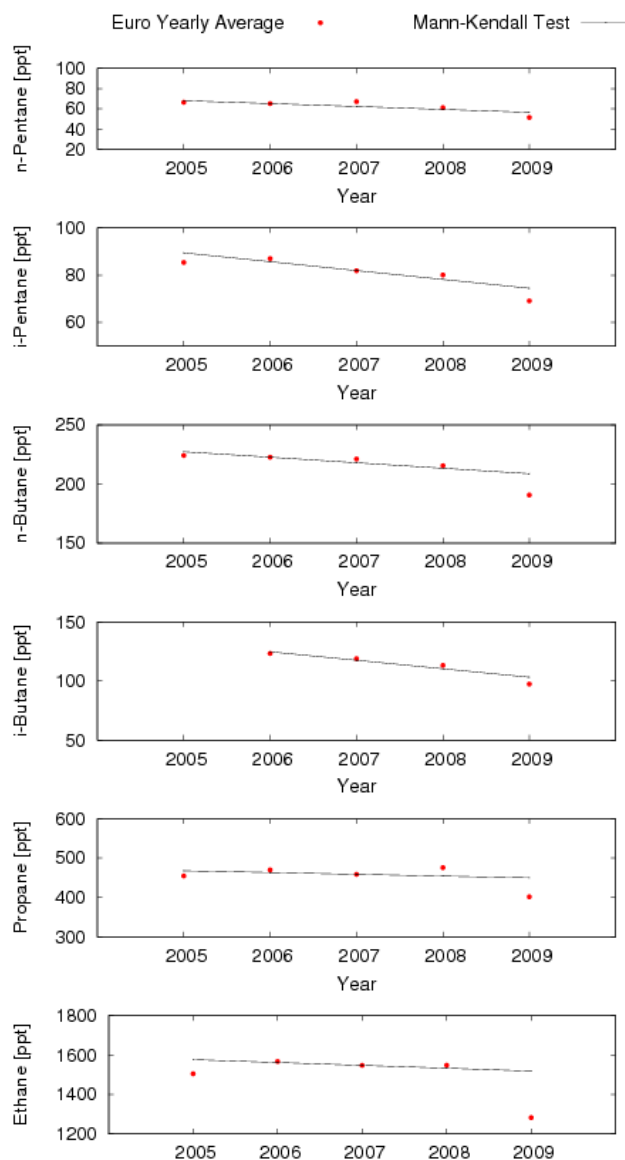 Euro Yearly Average Mann-Kendall Test
n-Pentane [ppt]
100
80
60
40
20
2005 2006 2007 2008 2009
Year
i-Pentane [ppt]
100
80
60
2005 2006 2007 2008 2009
Year
n-Butane [ppt]
250
200
150
2005 2006 2007 2008 2009
Year
i-Butane [ppt]
150
100
50
2005 2006 2007 2008 2009
Year
Propane [ppt]
600
500
400
300
2005 2006 2007 2008 2009
Year
Ethane [ppt]
1800
1600
1400
1200
2005 2006 2007 2008 2009